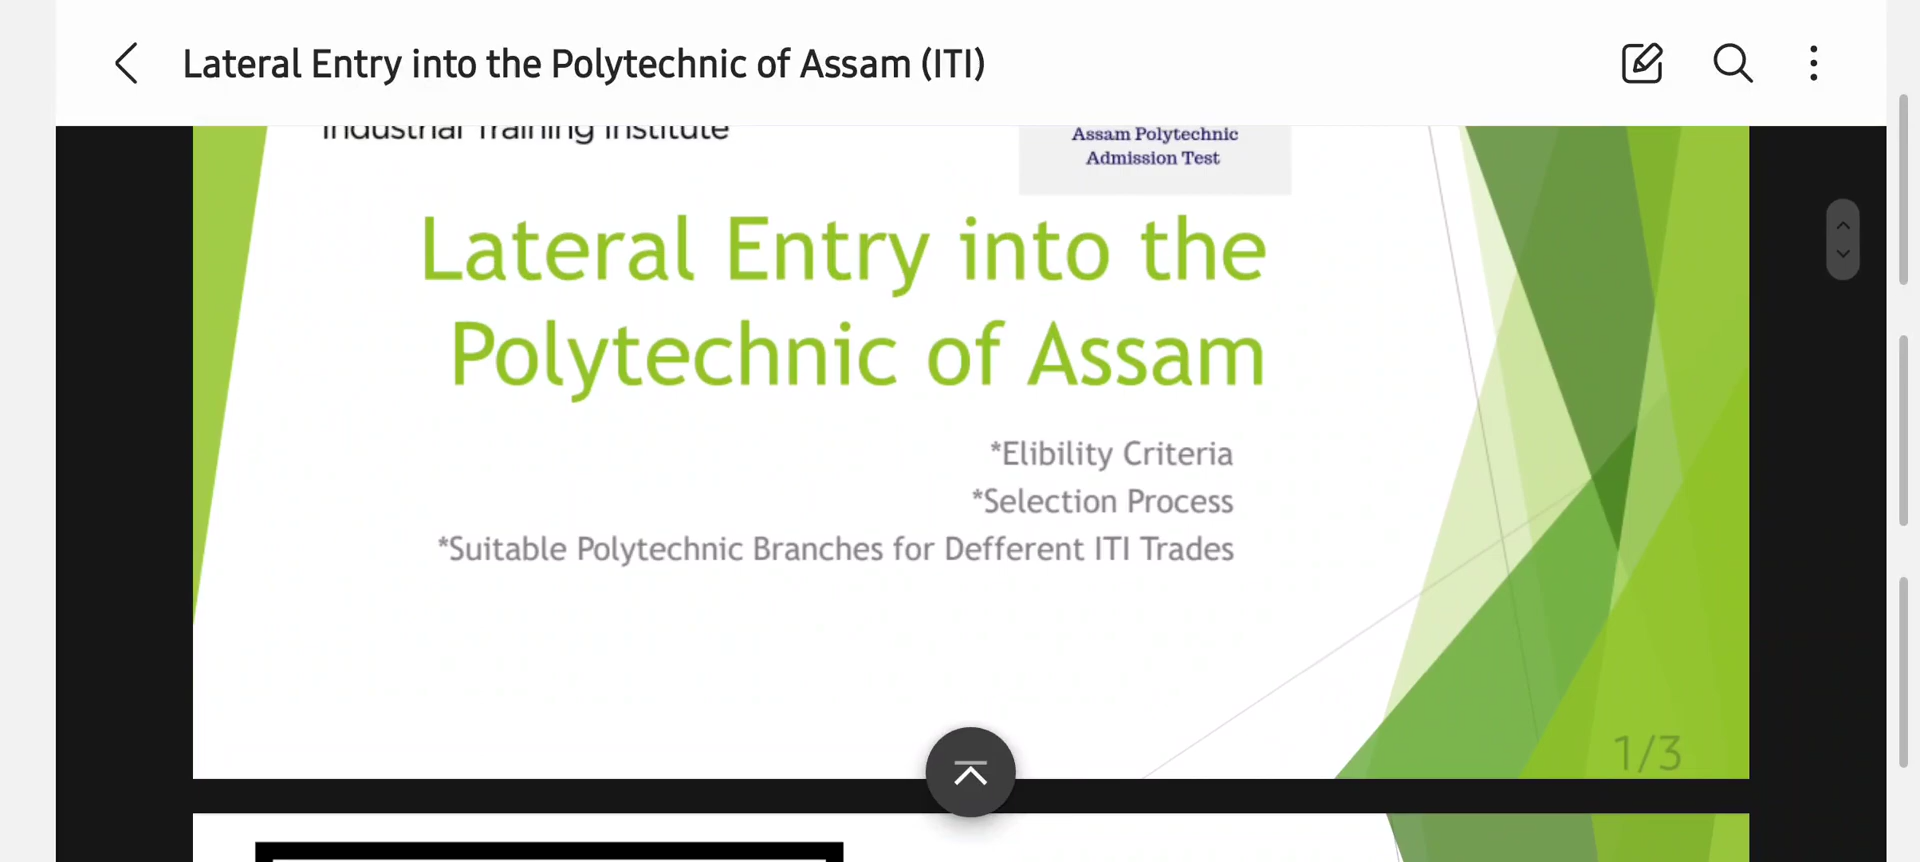 Lateral Entry into the Polytechnic of Assam (ITI)
Industrial Training Institute
Assam Polytechnic
Admission Test
Lateral Entry into the
Polytechnic of Assam
*Elibility Criteria
*Selection Process
*Suitable Polytechnic Branches for Defferent ITI Trades
1/3